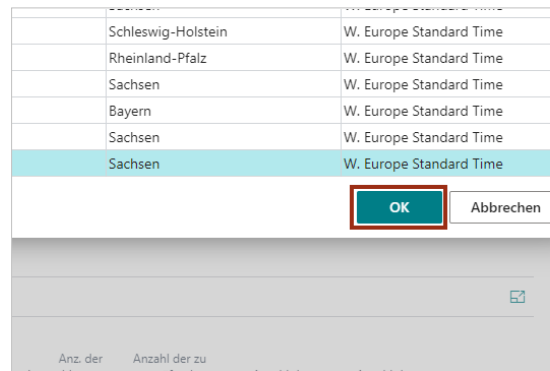 Schleswig-Holstein W. Europe Standard Time
Rheinland-Pfalz W. Europe Standard Time
Sachsen W. Europe Standard Time
Bayern W. Europe Standard Time
Sachsen W. Europe Standard Time
Sachsen W. Europe Standard Time
OK Abbrechen
Anz. der Anzahl der zu